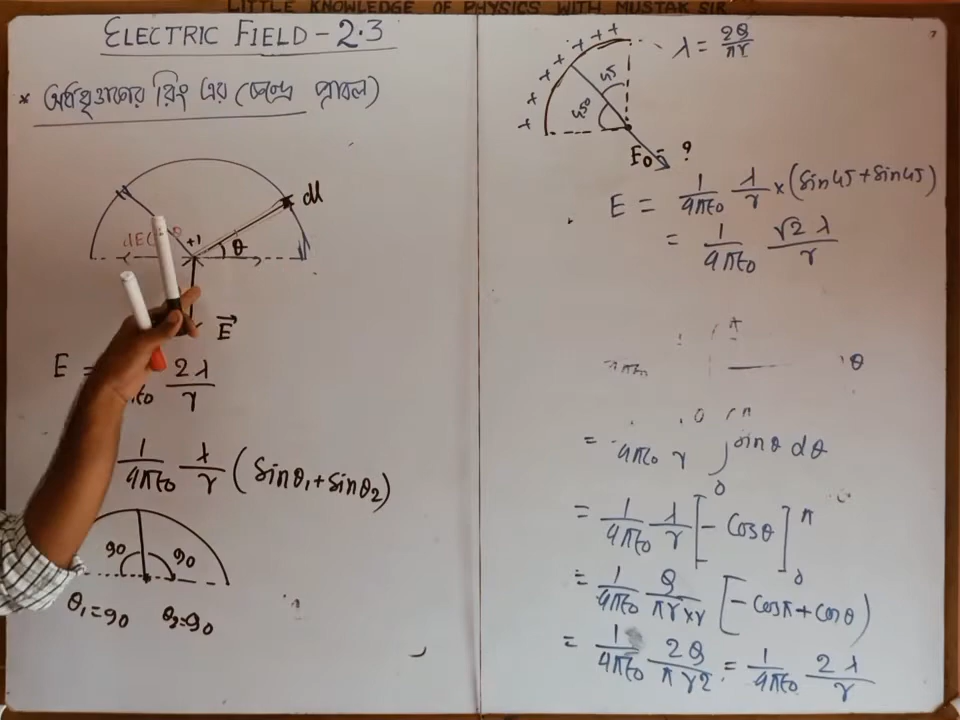 LITTLE KNOWLEDGE OF PHYSICS WITH MUSTAK SIR
ELECTRIC FIELD - 2.3
* অর্ধবৃত্তাকার রিং এর কেন্দ্রে প্রাবল্য
dl
+1
θ
E⃗
E =
2λ/r
1/4πε₀ λ/r (Sinθ₁ + Sinθ₂)
90 90
θ₁=90 θ₂=90
+ + + + + + + + +
λ = 2Q/πr
45
45°
E₀ = ?
E = 1/4πε₀ λ/r × (Sin45 + Sin45)
= 1/4πε₀ √2 λ/r
π
θ
= 4πε₀ r ∫₀ sinθ dθ
= 1/4πε₀ λ/r [- Cosθ]₀^π
= 1/4πε₀ Q/πr×r [- Cosπ + Cosθ)
= 1/4πε₀ 2Q/πr2 = 1/4πε₀ 2λ/r